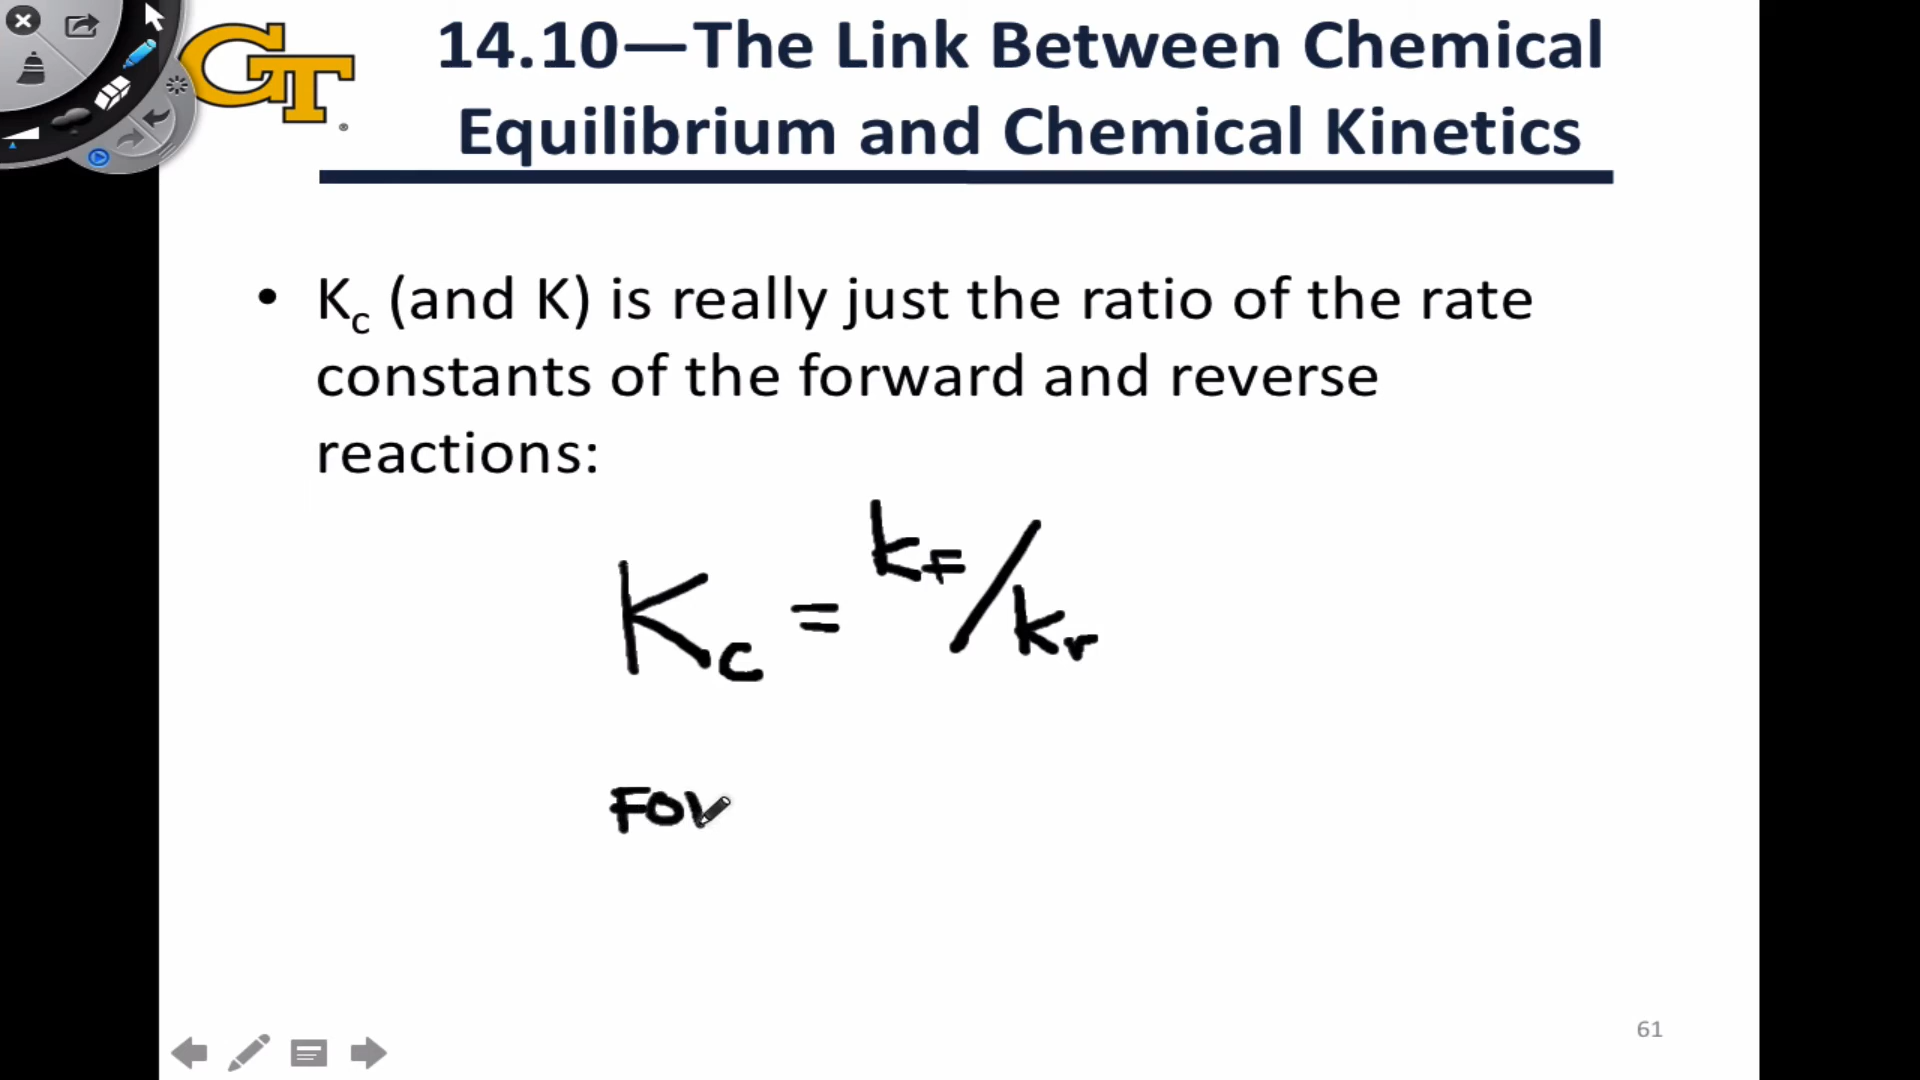 GT
14.10—The Link Between Chemical
Equilibrium and Chemical Kinetics
• Kc (and K) is really just the ratio of the rate
constants of the forward and reverse
reactions:
Kc = kF/kr
61